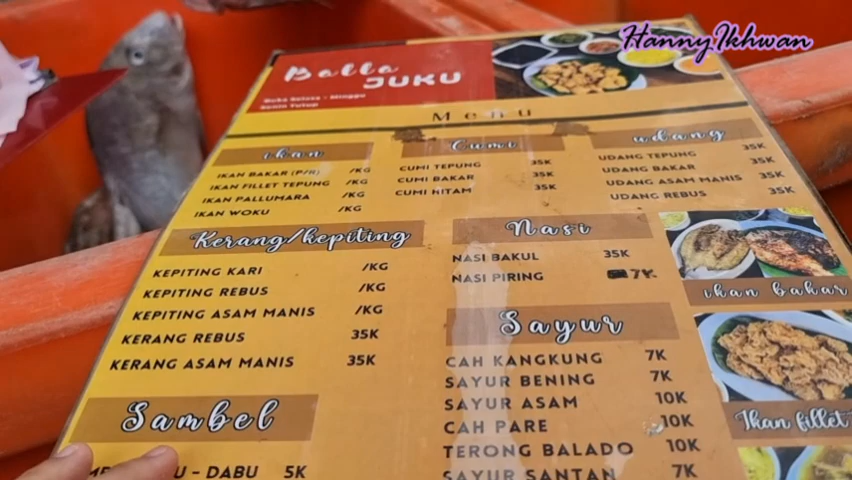 Hanny Ikhwan
Balla
JUKU
Buka Selasa - Minggu
Senin Tutup
Menu
ikan
IKAN BAKAR (P/R) /KG
IKAN FILLET TEPUNG /KG
IKAN PALLUMARA /KG
IKAN WOKU /KG
Cumi
CUMI TEPUNG 35K
CUMI BAKAR 35K
CUMI HITAM 35K
udang
UDANG TEPUNG 35K
UDANG BAKAR 35K
UDANG ASAM MANIS 35K
UDANG REBUS 35K
Kerang/kepiting
KEPITING KARI /KG
KEPITING REBUS /KG
KEPITING ASAM MANIS /KG
KERANG REBUS 35K
KERANG ASAM MANIS 35K
Nasi
NASI BAKUL 35K
NASI PIRING 7K
ikan bakar
Sayur
CAH KANGKUNG 7K
SAYUR BENING 7K
SAYUR ASAM 10K
CAH PARE 10K
TERONG BALADO 10K
SAYUR SANTAN 7K
Ikan fillet
Sambel
- DABU 5K